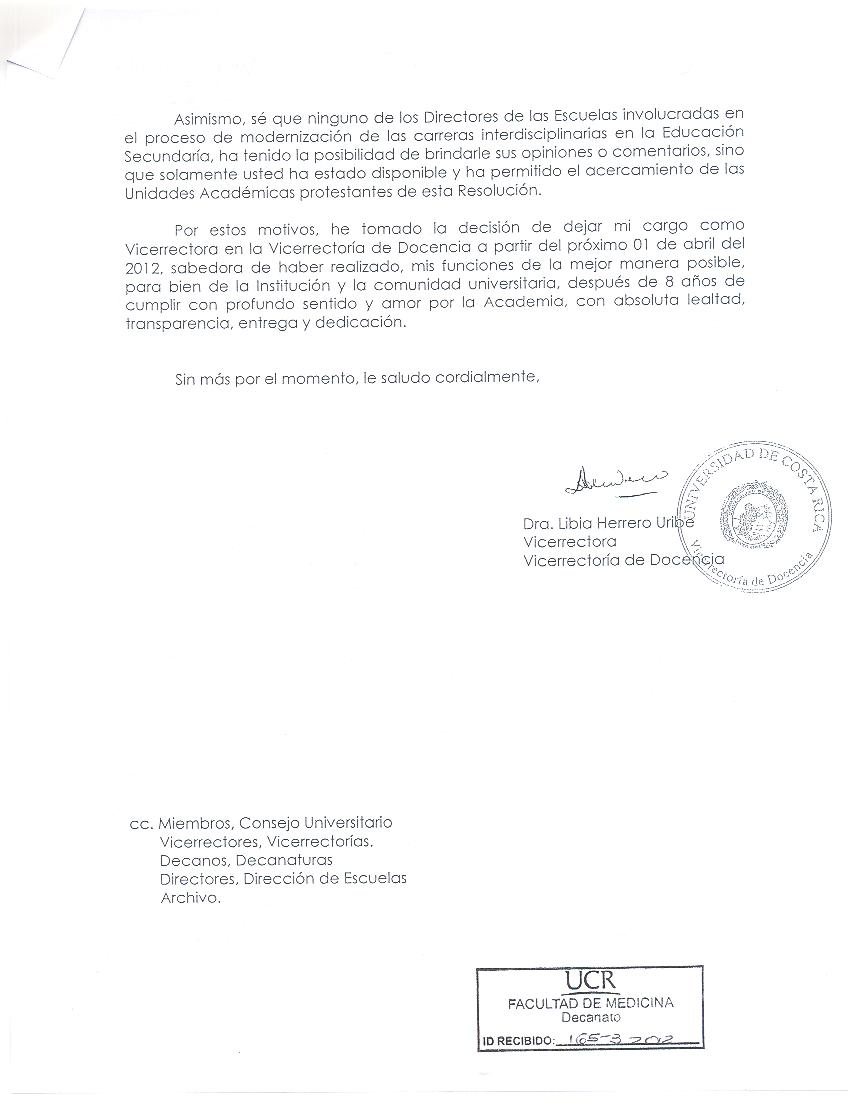 Asimismo, sé que ninguno de los Directores de las Escuelas involucradas en
el proceso de modernización de las carreras interdisciplinarias en la Educación
Secundaría, ha tenido la posibilidad de brindarle sus opiniones o comentarios, sino
que solamente usted ha estado disponible y ha permitido el acercamiento de las
Unidades Académicas protestantes de esta Resolución.
Por estos motivos, he tomado la decisión de dejar mi cargo como
Vicerrectora en la Vicerrectoría de Docencia a partir del próximo 01 de abril del
2012, sabedora de haber realizado, mis funciones de la mejor manera posible,
para bien de la Institución y la comunidad universitaria, después de 8 años de
cumplir con profundo sentido y amor por la Academia, con absoluta lealtad,
transparencia, entrega y dedicación.
Sin más por el momento, le saludo cordialmente,
Dra. Libia Herrero Uribe
Vicerrectora
Vicerrectoría de Docencia
UNIVERSIDAD DE COSTA RICA
Vicerrectoría de Docencia
cc. Miembros, Consejo Universitario
Vicerrectores, Vicerrectorías.
Decanos, Decanaturas
Directores, Dirección de Escuelas
Archivo.
UCR
FACULTAD DE MEDICINA
Decanato
ID RECIBIDO: 165-3 2012